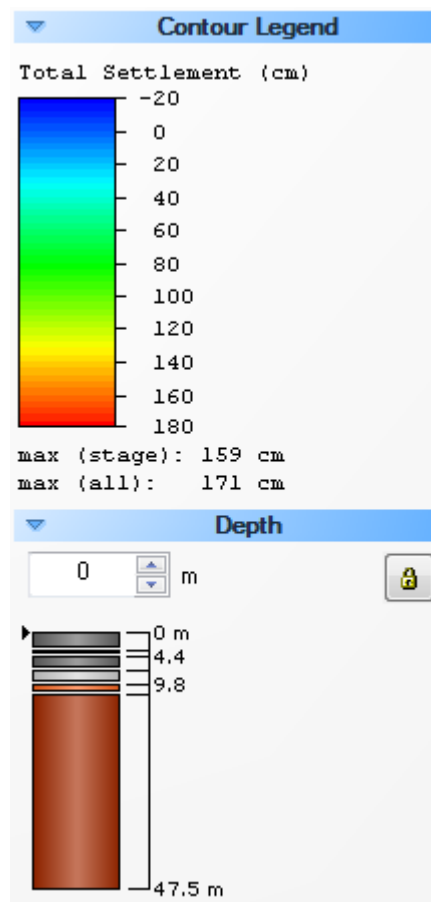 Contour Legend
Total Settlement (cm)
-20
0
20
40
60
80
100
120
140
160
180
max (stage): 159 cm
max (all): 171 cm
Depth
0 m
0 m
4.4
9.8
47.5 m